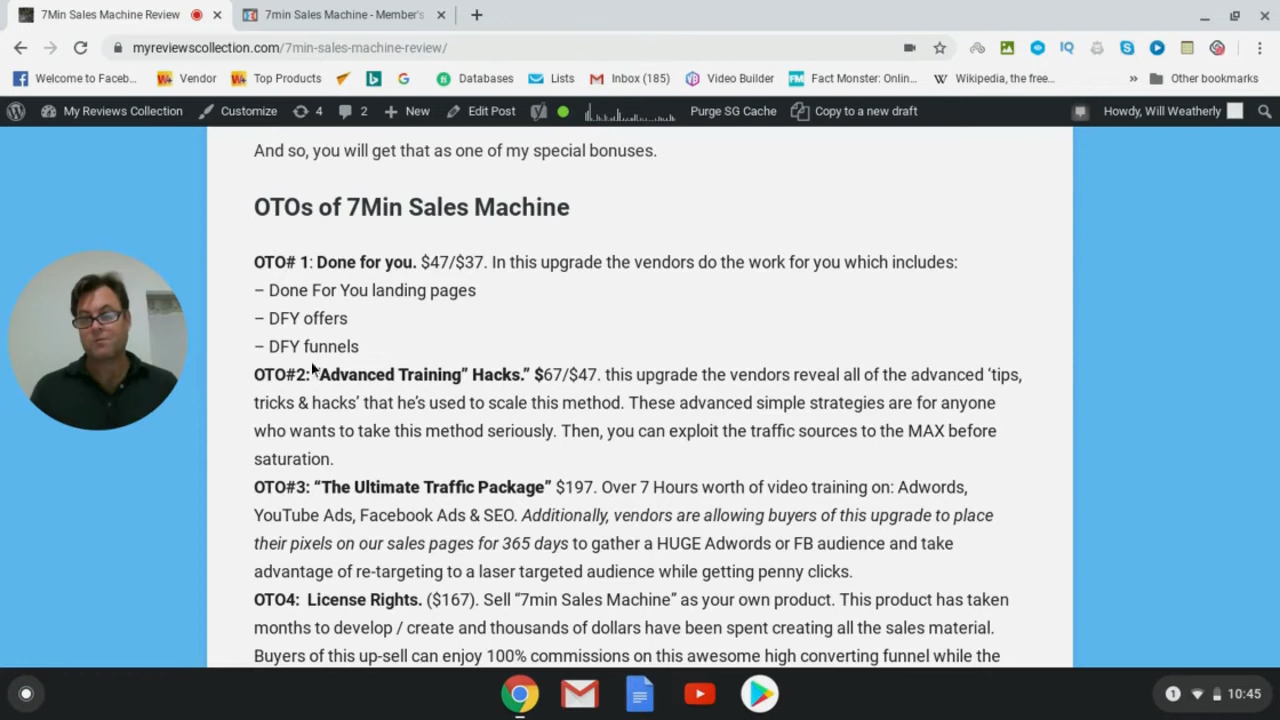 7Min Sales Machine Review
7min Sales Machine - Member's
myreviewscollection.com/7min-sales-machine-review/
IQ
Welcome to Faceb...
Vendor
Top Products
Databases
Lists
Inbox (185)
Video Builder
Fact Monster: Onlin...
Wikipedia, the free...
»
Other bookmarks
My Reviews Collection
Customize
4
2
New
Edit Post
Purge SG Cache
Copy to a new draft
Howdy, Will Weatherly
And so, you will get that as one of my special bonuses.
OTOs of 7Min Sales Machine
OTO# 1: Done for you. $47/$37. In this upgrade the vendors do the work for you which includes:
– Done For You landing pages
– DFY offers
– DFY funnels
OTO#2: “Advanced Training” Hacks.” $67/$47. this upgrade the vendors reveal all of the advanced ‘tips,
tricks & hacks’ that he’s used to scale this method. These advanced simple strategies are for anyone
who wants to take this method seriously. Then, you can exploit the traffic sources to the MAX before
saturation.
OTO#3: “The Ultimate Traffic Package” $197. Over 7 Hours worth of video training on: Adwords,
YouTube Ads, Facebook Ads & SEO. Additionally, vendors are allowing buyers of this upgrade to place
their pixels on our sales pages for 365 days to gather a HUGE Adwords or FB audience and take
advantage of re-targeting to a laser targeted audience while getting penny clicks.
OTO4: License Rights. ($167). Sell “7min Sales Machine” as your own product. This product has taken
months to develop / create and thousands of dollars have been spent creating all the sales material.
Buyers of this up-sell can enjoy 100% commissions on this awesome high converting funnel while the
1
10:45